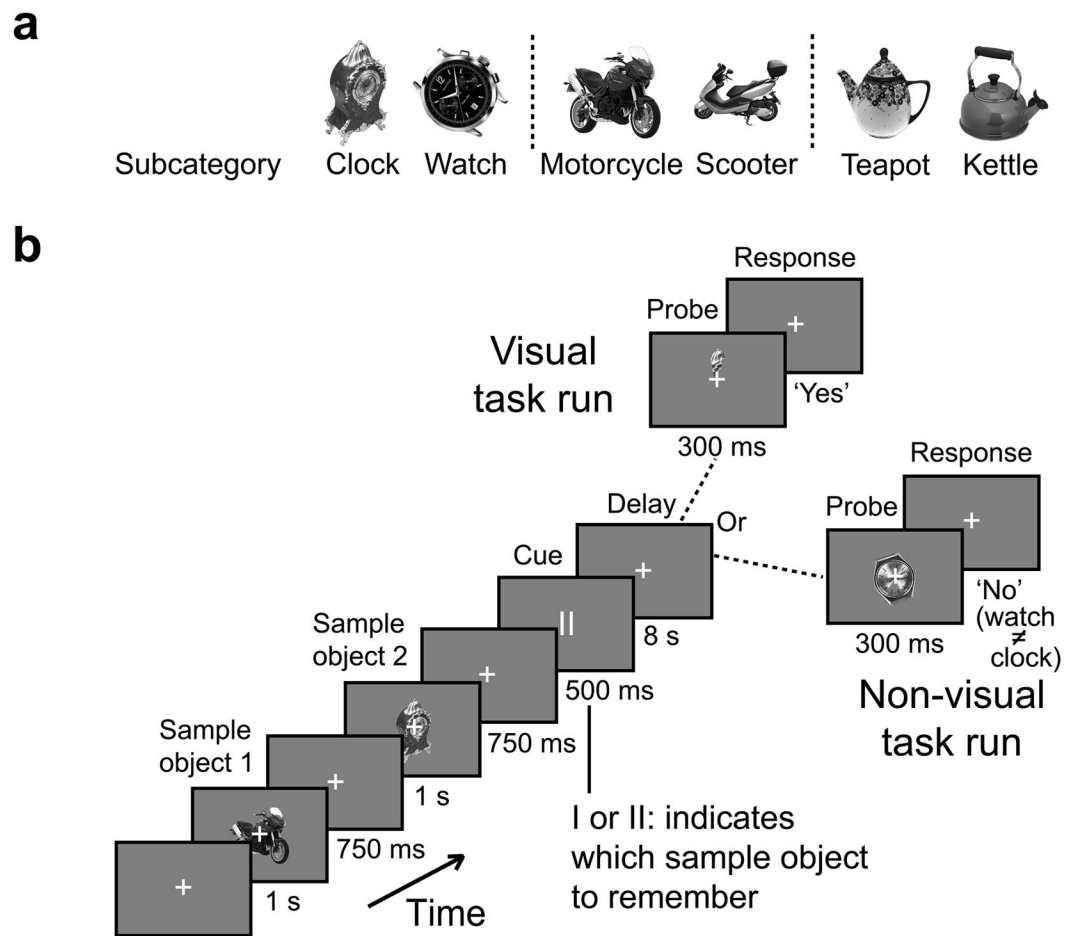 a
Subcategory Clock Watch Motorcycle Scooter Teapot Kettle
b
Response
Probe
Visual
task run
'Yes'
300 ms
Response
Delay
Probe
Or
Cue
'No'
(watch
≠
clock)
Sample
object 2
8 s
300 ms
500 ms
Non-visual
task run
Sample
object 1
750 ms
1 s
I or II: indicates
which sample object
to remember
750 ms
1 s
Time
II